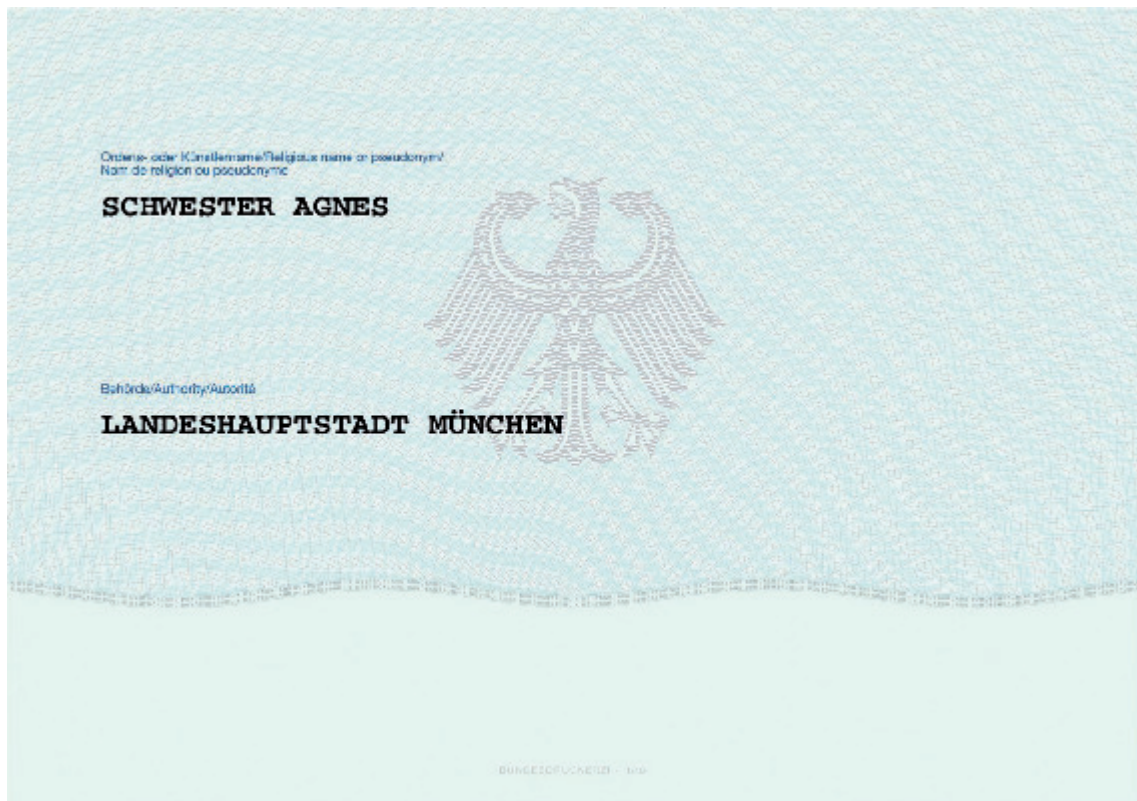 Ordens- oder Künstlername/Religious name or pseudonym/
Nom de religion ou pseudonyme
SCHWESTER AGNES
Behörde/Authority/Autorité
LANDESHAUPTSTADT MÜNCHEN
BUNDESDRUCKEREI